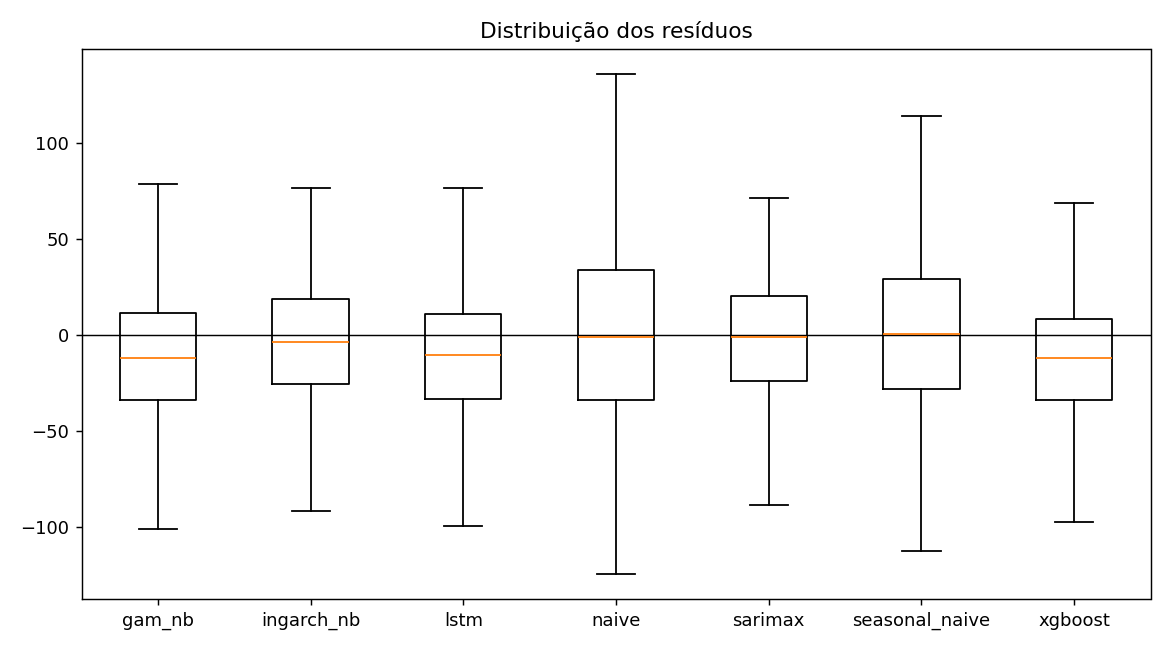 Distribuição dos resíduos
100
50
0
−50
−100
gam_nb ingarch_nb lstm naive sarimax seasonal_naive xgboost